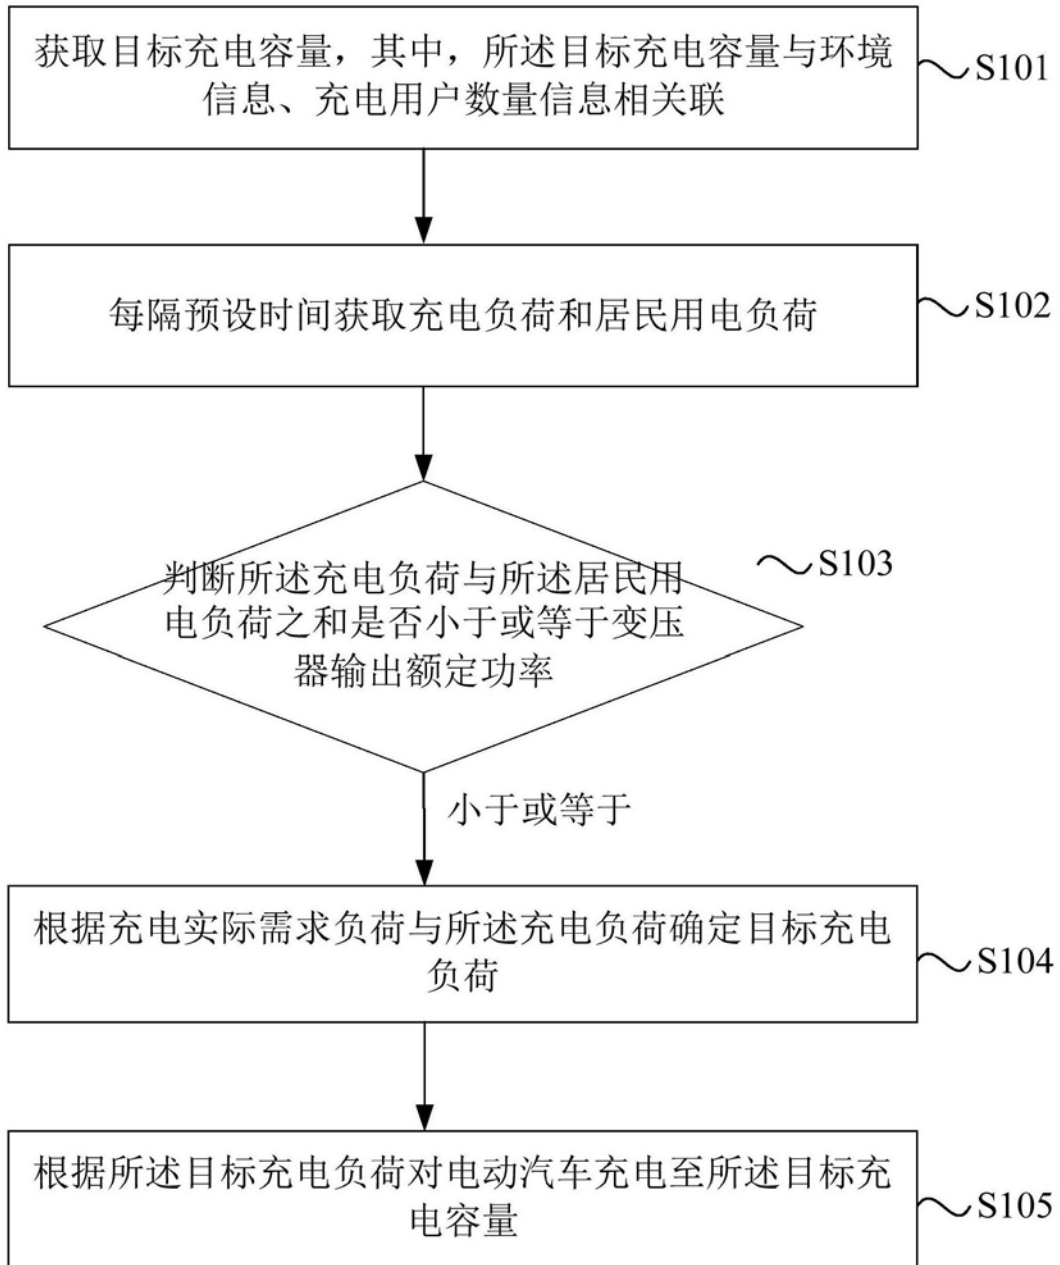 获取目标充电容量，其中，所述目标充电容量与环境
信息、充电用户数量信息相关联
S101
每隔预设时间获取充电负荷和居民用电负荷
S102
判断所述充电负荷与所述居民用
电负荷之和是否小于或等于变压
器输出额定功率
S103
小于或等于
根据充电实际需求负荷与所述充电负荷确定目标充电
负荷
S104
根据所述目标充电负荷对电动汽车充电至所述目标充
电容量
S105